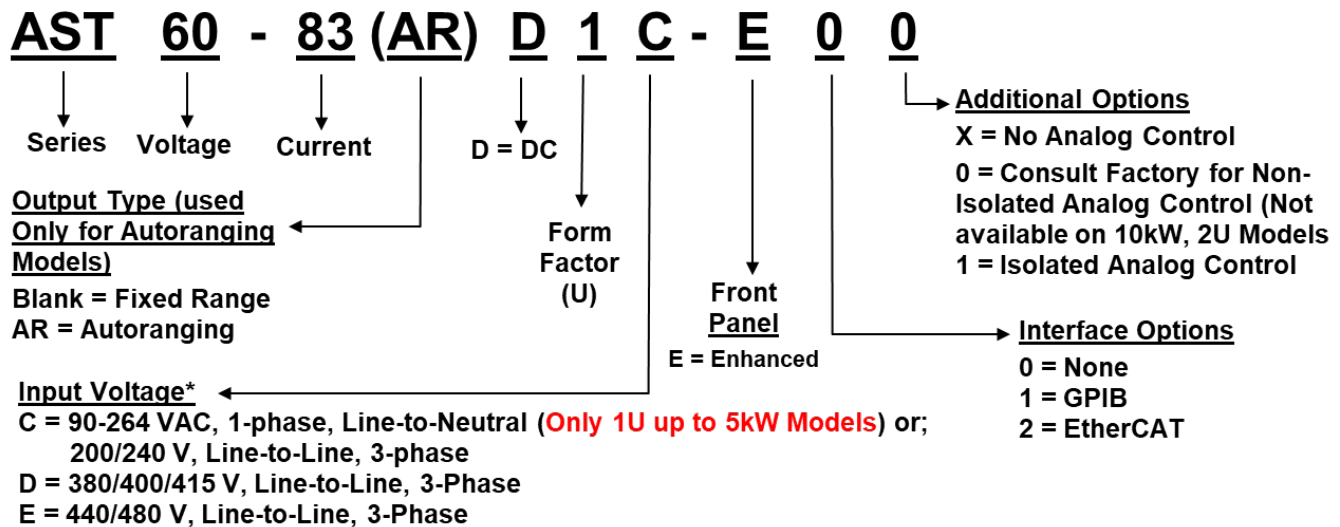 AST 60 - 83 (AR) D 1 C - E 0 0
Series
Voltage
Current
D = DC
Form
Factor
(U)
Front
Panel
E = Enhanced
Additional Options
X = No Analog Control
0 = Consult Factory for Non-
Isolated Analog Control (Not
available on 10kW, 2U Models
1 = Isolated Analog Control
Output Type (used
Only for Autoranging
Models)
Blank = Fixed Range
AR = Autoranging
Interface Options
0 = None
1 = GPIB
2 = EtherCAT
Input Voltage*
C = 90-264 VAC, 1-phase, Line-to-Neutral (Only 1U up to 5kW Models) or;
200/240 V, Line-to-Line, 3-phase
D = 380/400/415 V, Line-to-Line, 3-Phase
E = 440/480 V, Line-to-Line, 3-Phase